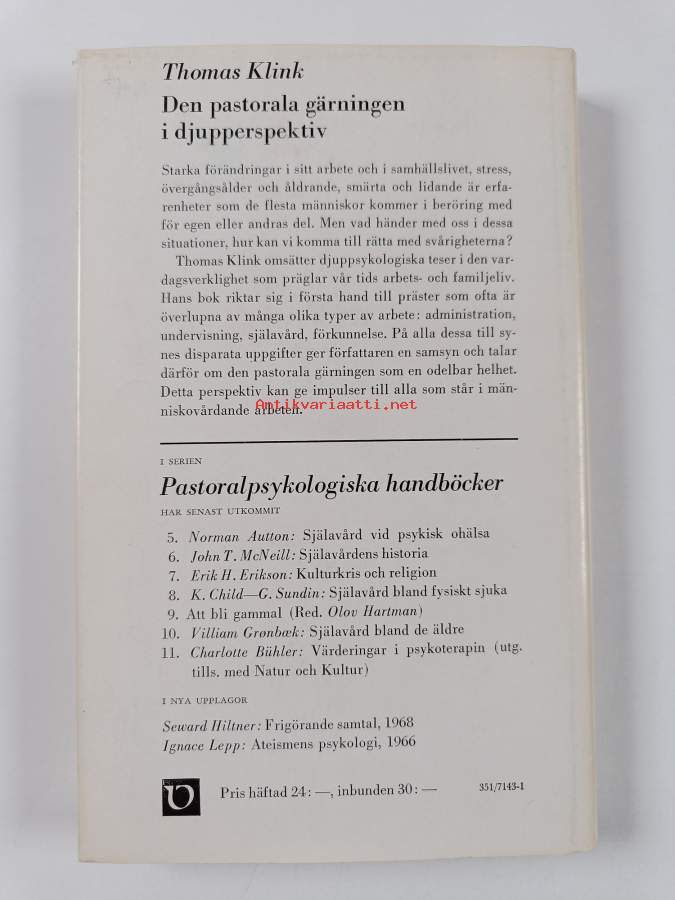 Thomas Klink
Den pastorala gärningen
i djupperspektiv
Starka förändringar i sitt arbete och i samhällslivet, stress,
övergångsålder och åldrande, smärta och lidande är erfa-
renheter som de flesta människor kommer i beröring med
för egen eller andras del. Men vad händer med oss i dessa
situationer, hur kan vi komma till rätta med svårigheterna?
Thomas Klink omsätter djuppsykologiska teser i den var-
dagsverklighet som präglar vår tids arbets- och familjeliv.
Hans bok riktar sig i första hand till präster som ofta är
överlupna av många olika typer av arbete: administration,
undervisning, själavård, förkunnelse. På alla dessa till sy-
nes disparata uppgifter ger författaren en samsyn och talar
därför om den pastorala gärningen som en odelbar helhet.
Detta perspektiv kan ge impulser till alla som står i män-
niskovårdande arbeten.
Antikvariaatti.net
I SERIEN
Pastoralpsykologiska handböcker
HAR SENAST UTKOMMIT
5. Norman Autton: Själavård vid psykisk ohälsa
6. John T. McNeill: Själavårdens historia
7. Erik H. Erikson: Kulturkris och religion
8. K. Child—G. Sundin: Själavård bland fysiskt sjuka
9. Att bli gammal (Red. Olov Hartman)
10. Villiam Grønbæk: Själavård bland de äldre
11. Charlotte Bühler: Värderingar i psykoterapin (utg.
tills. med Natur och Kultur)
I NYA UPPLAGOR
Seward Hiltner: Frigörande samtal, 1968
Ignace Lepp: Ateismens psykologi, 1966
Pris häftad 24: —, inbunden 30: —
351/7143-1